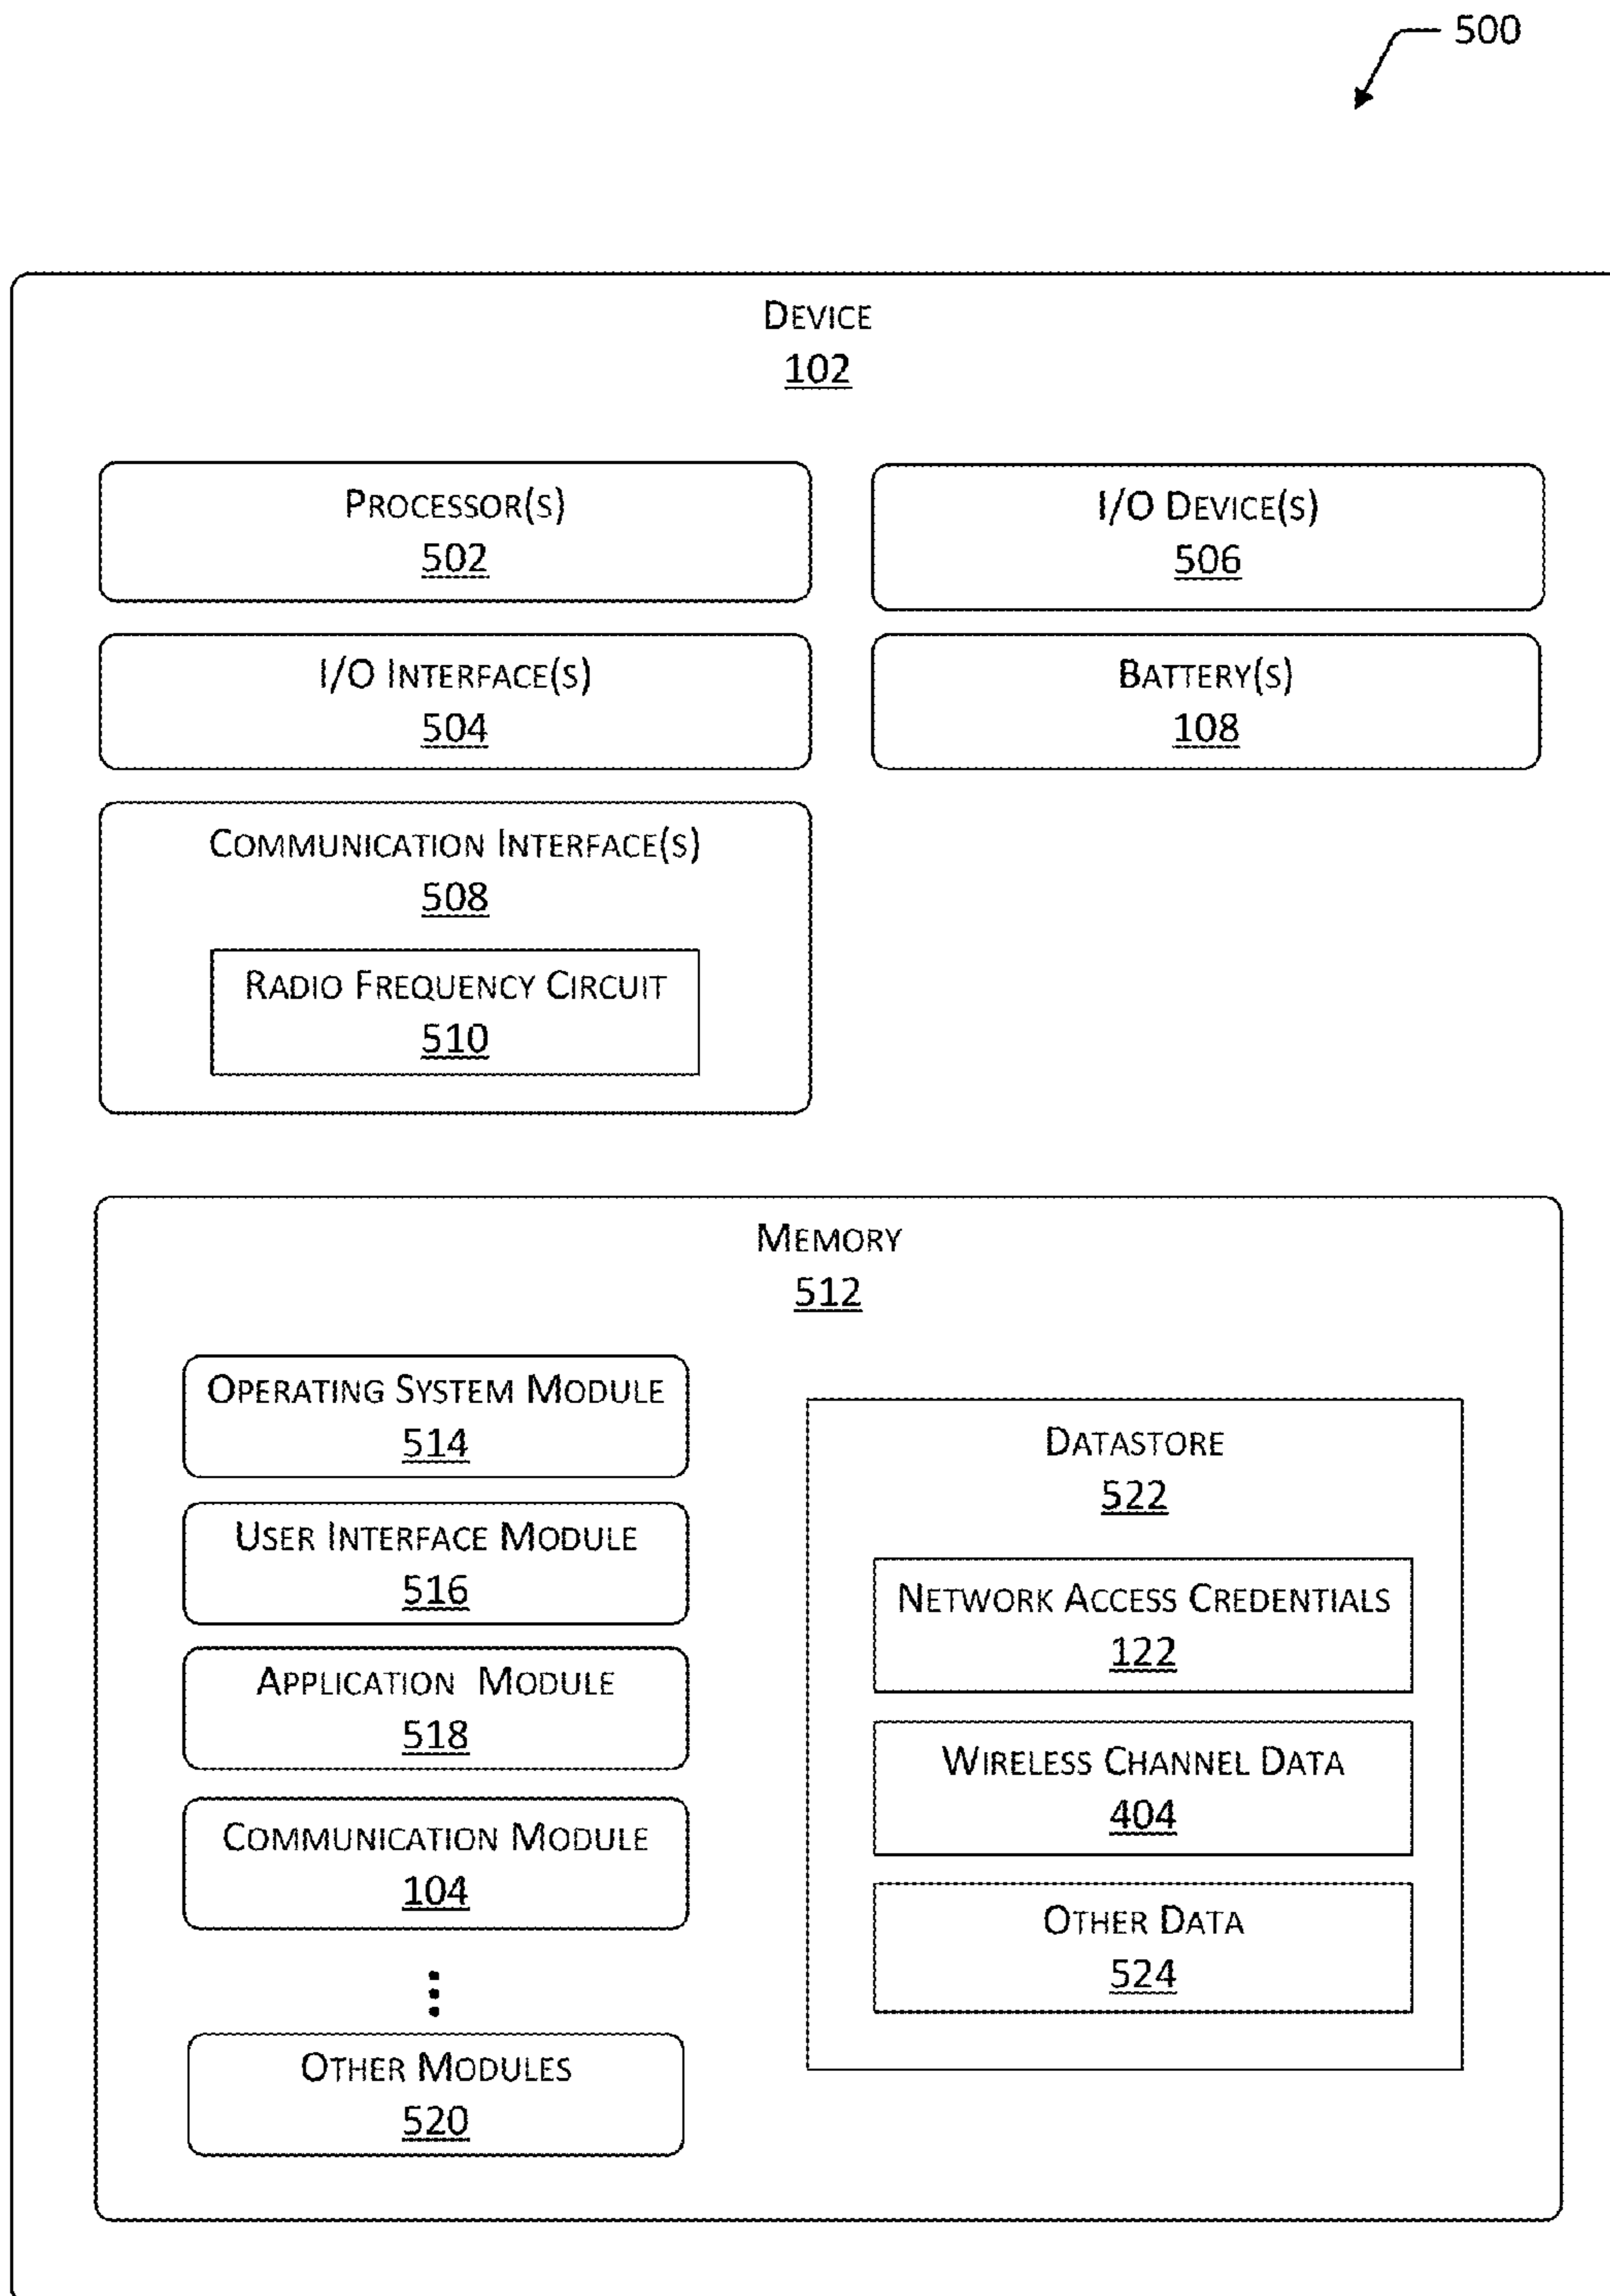 500
DEVICE
102
PROCESSOR(S)
502
I/O DEVICE(S)
506
I/O INTERFACE(S)
504
BATTERY(S)
108
COMMUNICATION INTERFACE(S)
508
RADIO FREQUENCY CIRCUIT
510
MEMORY
512
OPERATING SYSTEM MODULE
514
USER INTERFACE MODULE
516
APPLICATION MODULE
518
COMMUNICATION MODULE
104
OTHER MODULES
520
DATASTORE
522
NETWORK ACCESS CREDENTIALS
122
WIRELESS CHANNEL DATA
404
OTHER DATA
524